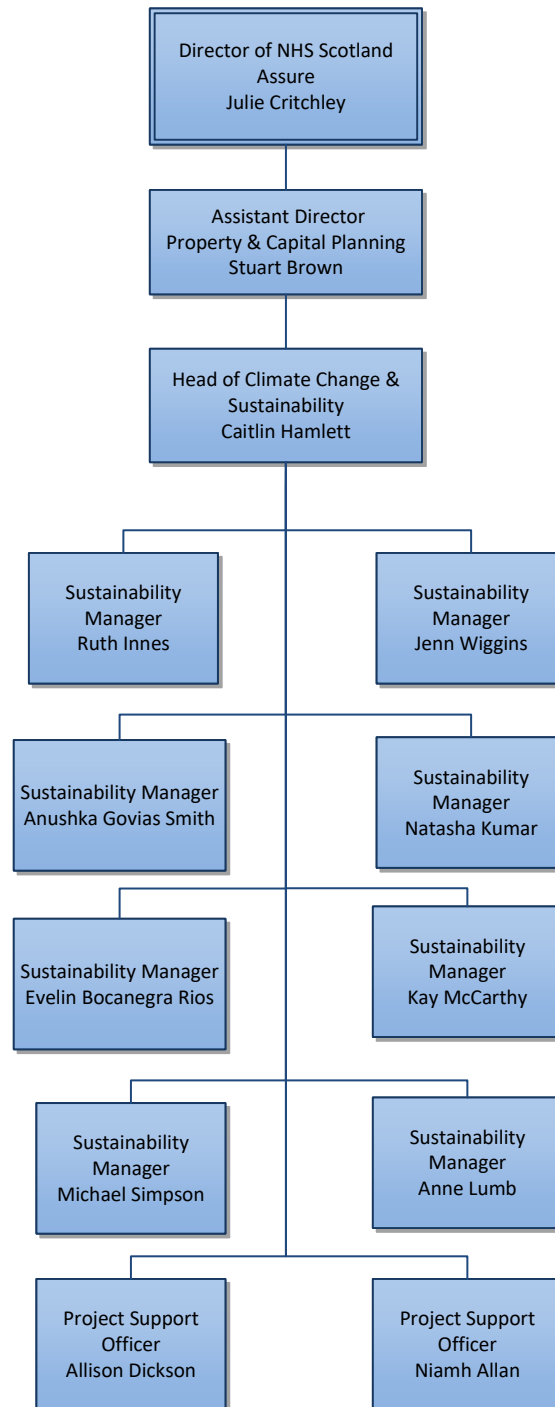 Director of NHS Scotland
Assure
Julie Critchley
Assistant Director
Property & Capital Planning
Stuart Brown
Head of Climate Change &
Sustainability
Caitlin Hamlett
Sustainability
Manager
Ruth Innes
Sustainability
Manager
Jenn Wiggins
Sustainability Manager
Anushka Govias Smith
Sustainability
Manager
Natasha Kumar
Sustainability Manager
Evelin Bocanegra Rios
Sustainability
Manager
Kay McCarthy
Sustainability
Manager
Michael Simpson
Sustainability
Manager
Anne Lumb
Project Support
Officer
Allison Dickson
Project Support
Officer
Niamh Allan